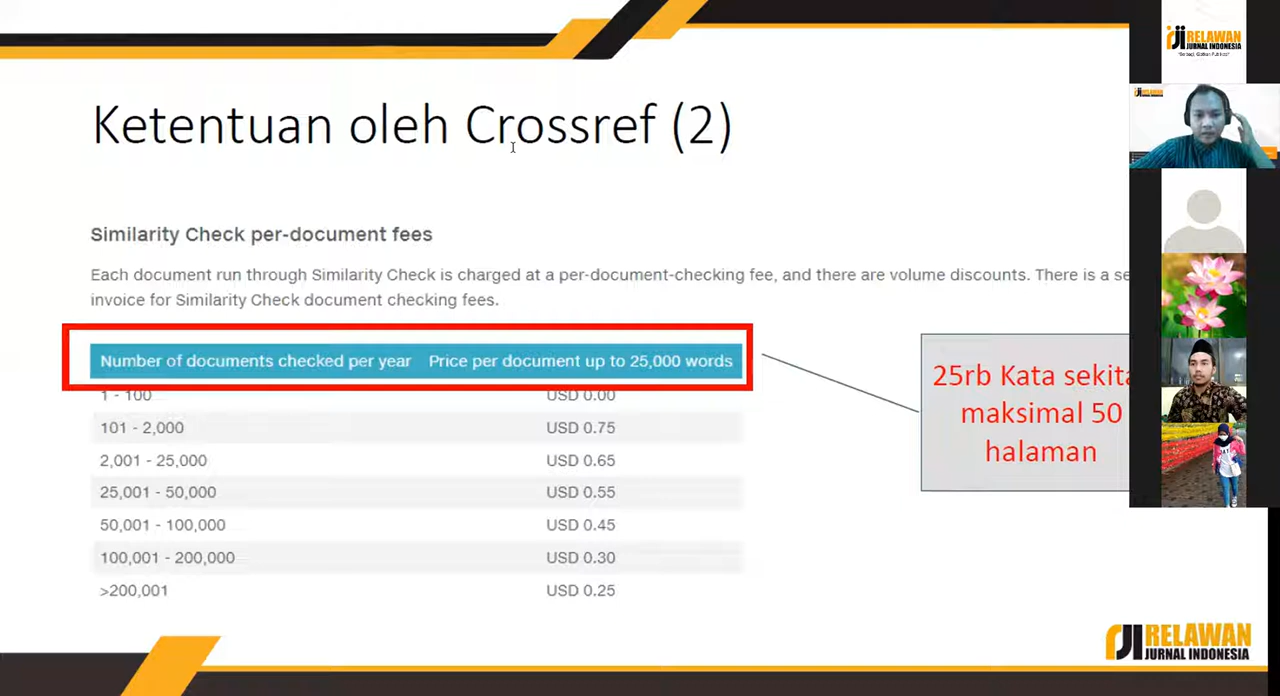 Ketentuan oleh Crossref (2)
Similarity Check per-document fees
Each document run through Similarity Check is charged at a per-document-checking fee, and there are volume discounts. There is a se
invoice for Similarity Check document checking fees.
Number of documents checked per year Price per document up to 25,000 words
1 - 100 USD 0.00
101 - 2,000 USD 0.75
2,001 - 25,000 USD 0.65
25,001 - 50,000 USD 0.55
50,001 - 100,000 USD 0.45
100,001 - 200,000 USD 0.30
>200,001 USD 0.25
25rb Kata sekita
maksimal 50
halaman
RELAWAN
JURNAL INDONESIA
RELAWAN
JURNAL INDONESIA